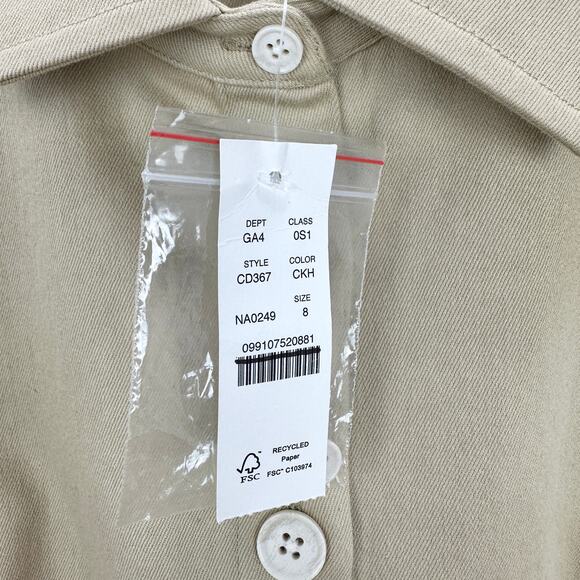 DEPT CLASS
GA4 0S1
STYLE COLOR
CD367 CKH
SIZE
NA0249 8
099107520881
RECYCLED
Paper
FSC™ C103974
FSC